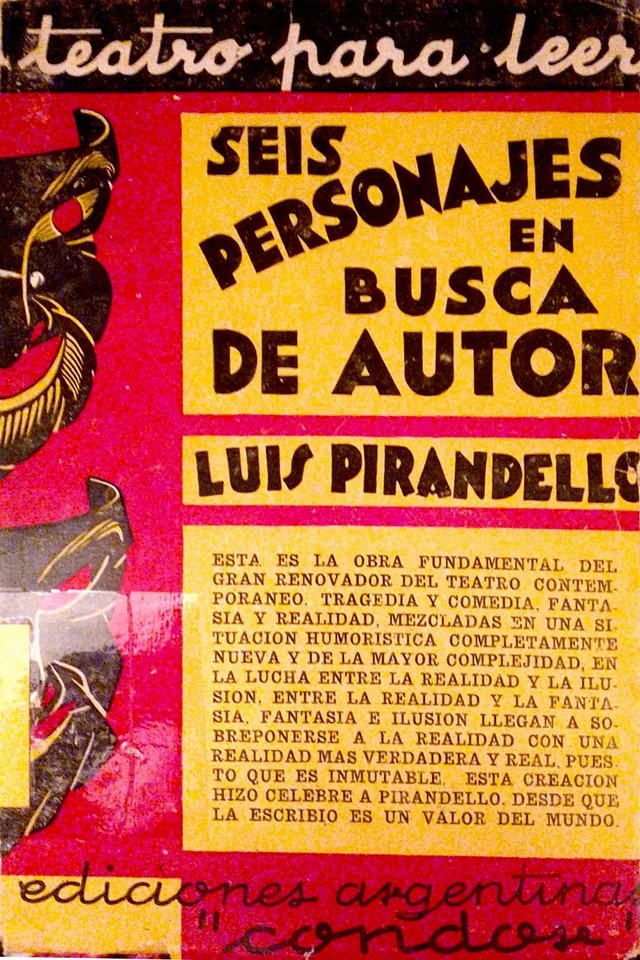 teatro para leer
SEIS
PERSONAJES
EN
BUSCA
DE AUTOR
LUIS PIRANDELLO
ESTA ES LA OBRA FUNDAMENTAL DEL
GRAN RENOVADOR DEL TEATRO CONTEM-
PORANEO. TRAGEDIA Y COMEDIA, FANTA-
SIA Y REALIDAD, MEZCLADAS EN UNA SI-
TUACION HUMORISTICA COMPLETAMENTE
NUEVA Y DE LA MAYOR COMPLEJIDAD, EN
LA LUCHA ENTRE LA REALIDAD Y LA ILU-
SION, ENTRE LA REALIDAD Y LA FANTA-
SIA, FANTASIA E ILUSION LLEGAN A SO-
BREPONERSE A LA REALIDAD CON UNA
REALIDAD MAS VERDADERA Y REAL, PUES-
TO QUE ES INMUTABLE. ESTA CREACION
HIZO CELEBRE A PIRANDELLO. DESDE QUE
LA ESCRIBIO ES UN VALOR DEL MUNDO.
ediciones argentinas
"condor"